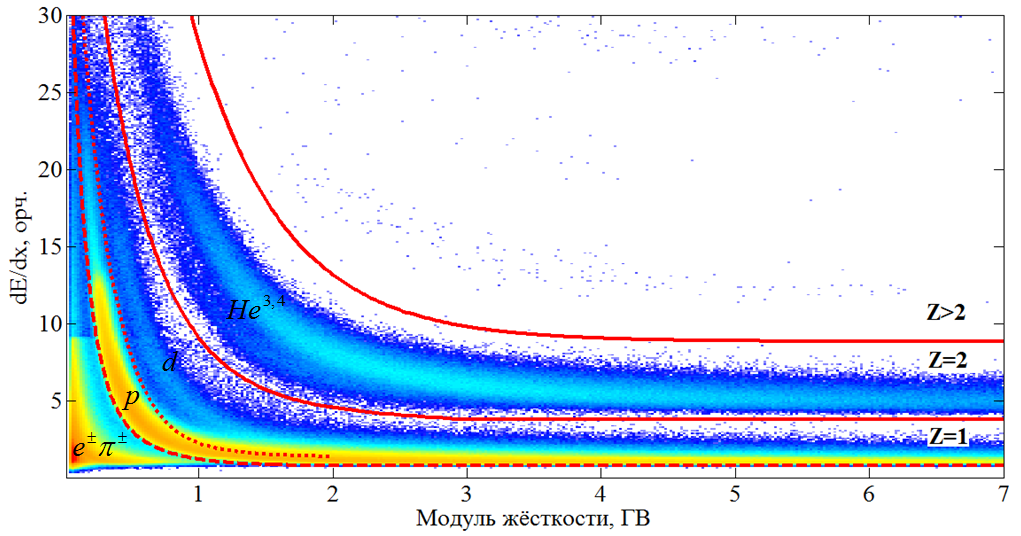 30
25
20
15
10
5
dE/dx, орч.
He3,4
d
p
e± π±
Z>2
Z=2
Z=1
1 2 3 4 5 6 7
Модуль жёсткости, ГВ